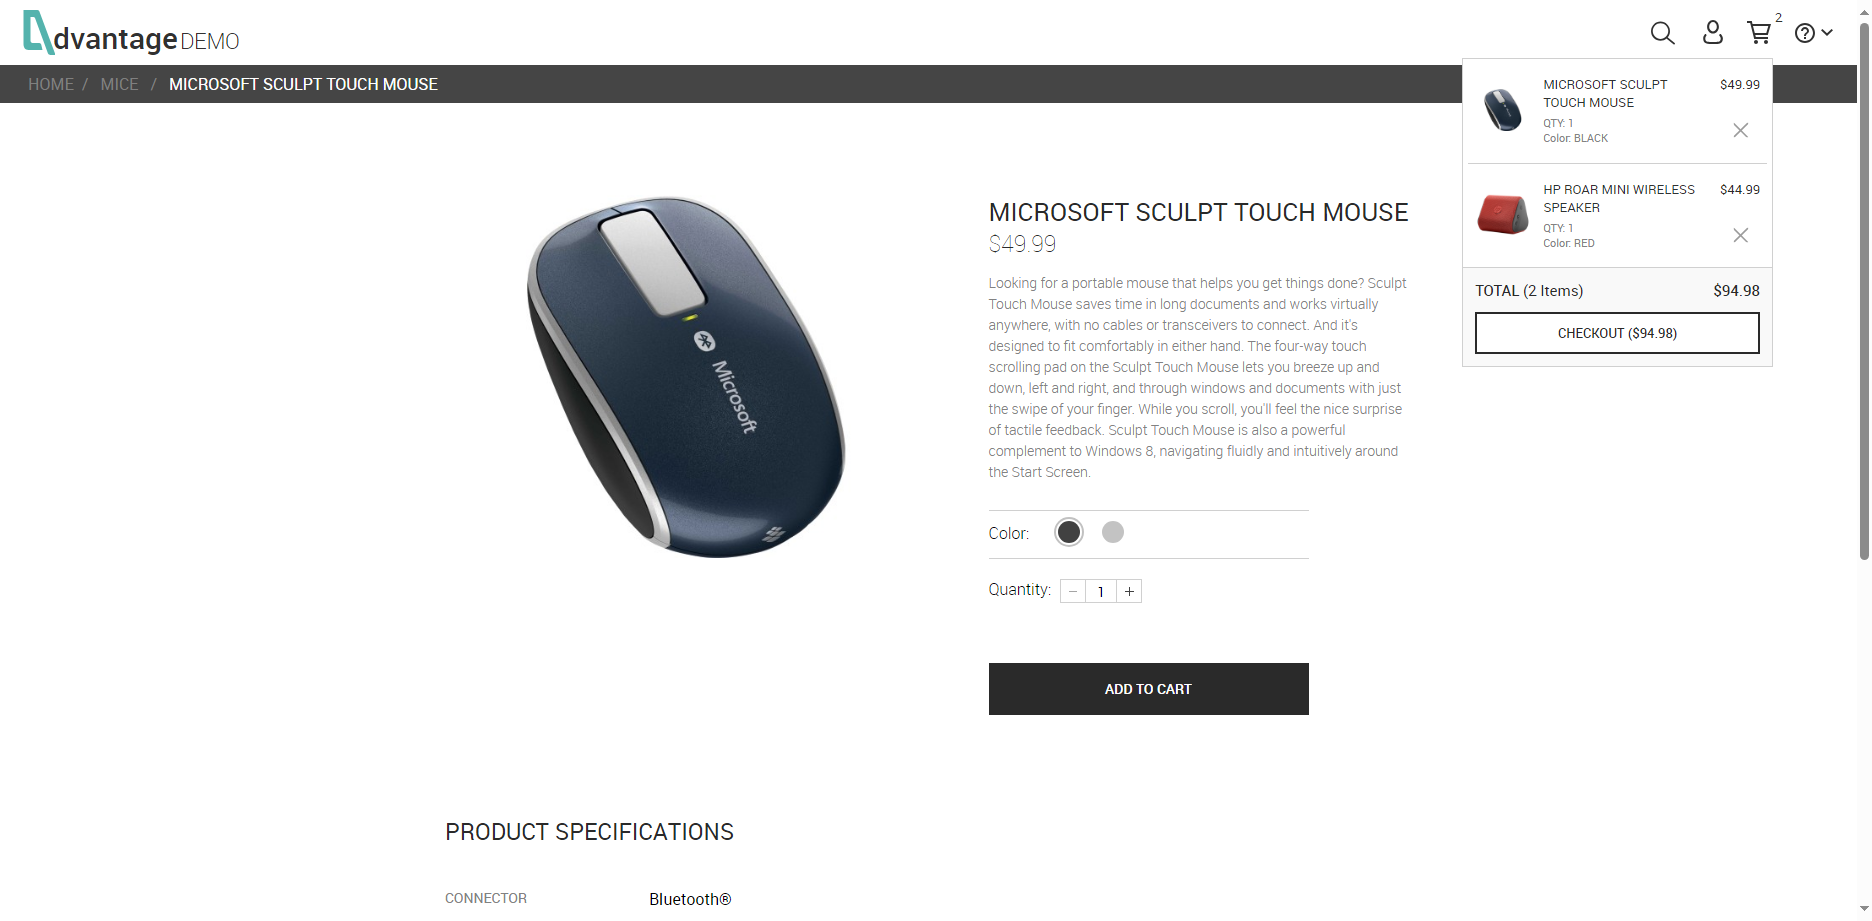 dvantage DEMO
2
HOME / MICE / MICROSOFT SCULPT TOUCH MOUSE
MICROSOFT SCULPT
TOUCH MOUSE
$49.99
QTY: 1
Color: BLACK
HP ROAR MINI WIRELESS
SPEAKER
$44.99
QTY: 1
Color: RED
TOTAL (2 Items) $94.98
CHECKOUT ($94.98)
Microsoft
MICROSOFT SCULPT TOUCH MOUSE
$49.99
Looking for a portable mouse that helps you get things done? Sculpt
Touch Mouse saves time in long documents and works virtually
anywhere, with no cables or transceivers to connect. And it's
designed to fit comfortably in either hand. The four-way touch
scrolling pad on the Sculpt Touch Mouse lets you breeze up and
down, left and right, and through windows and documents with just
the swipe of your finger. While you scroll, you'll feel the nice surprise
of tactile feedback. Sculpt Touch Mouse is also a powerful
complement to Windows 8, navigating fluidly and intuitively around
the Start Screen.
Color:
Quantity: − 1 +
ADD TO CART
PRODUCT SPECIFICATIONS
CONNECTOR Bluetooth®